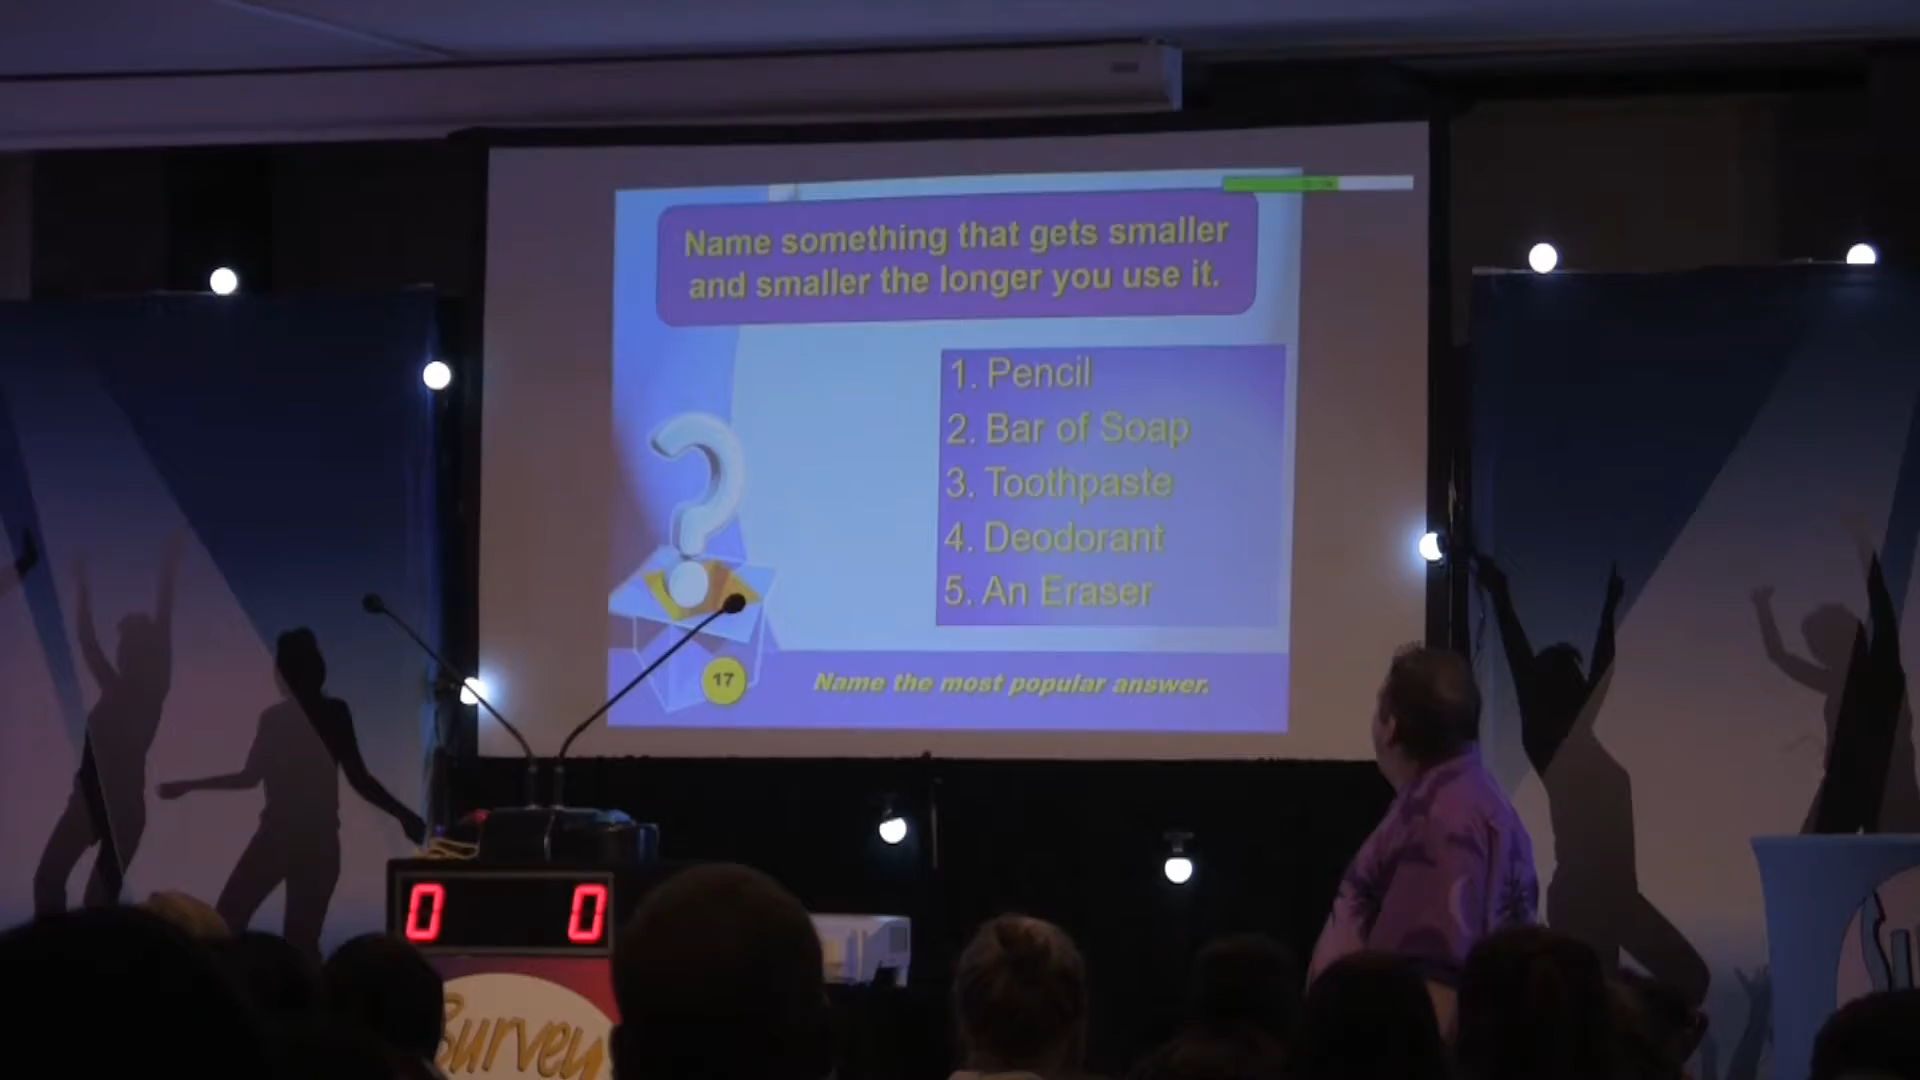 Name something that gets smaller
and smaller the longer you use it.
1. Pencil
2. Bar of Soap
3. Toothpaste
4. Deodorant
5. An Eraser
17
Name the most popular answer.
0 0
Survey